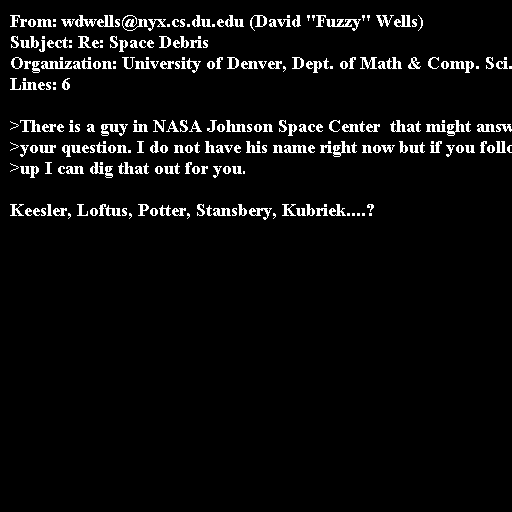 From: wdwells@nyx.cs.du.edu (David "Fuzzy" Wells)
Subject: Re: Space Debris
Organization: University of Denver, Dept. of Math & Comp. Sci.
Lines: 6

>There is a guy in NASA Johnson Space Center  that might answ
>your question. I do not have his name right now but if you follo
>up I can dig that out for you.

Keesler, Loftus, Potter, Stansbery, Kubriek....?